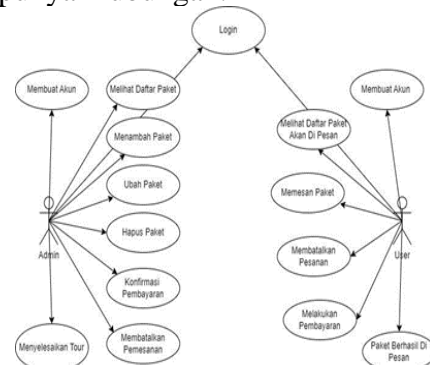 Login
Membuat Akun
Melihat Daftar Paket
Membuat Akun
Menambah Paket
Melihat Daftar Paket
Akan Di Pesan
Ubah Paket
Memesan Paket
Hapus Paket
Admin
User
Membatalkan
Pesanan
Konfirmasi
Pembayaran
Melakukan
Pembayaran
Menyelesaikan Tour
Membatalkan
Pemesanan
Paket Berhasil Di
Pesan